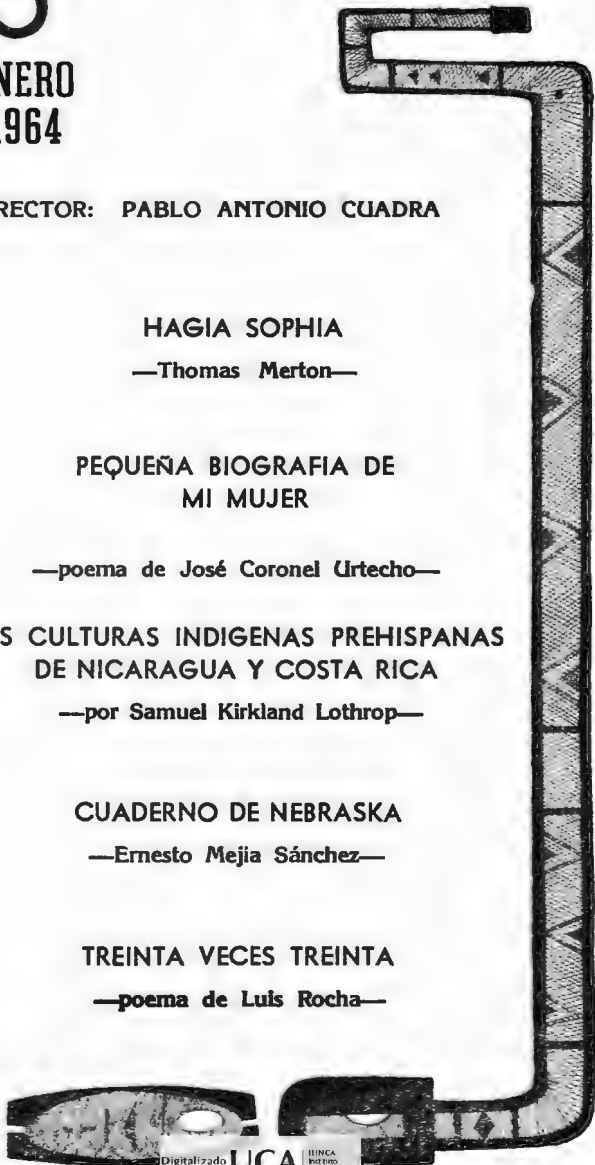 NERO
1964
RECTOR: PABLO ANTONIO CUADRA
HAGIA SOPHIA
—Thomas Merton—
PEQUEÑA BIOGRAFIA DE
MI MUJER
—poema de José Coronel Urtecho—
S CULTURAS INDIGENAS PREHISPANAS
DE NICARAGUA Y COSTA RICA
—por Samuel Kirkland Lothrop—
CUADERNO DE NEBRASKA
—Ernesto Mejia Sánchez—
TREINTA VECES TREINTA
—poema de Luis Rocha—
Digitalizado UCA